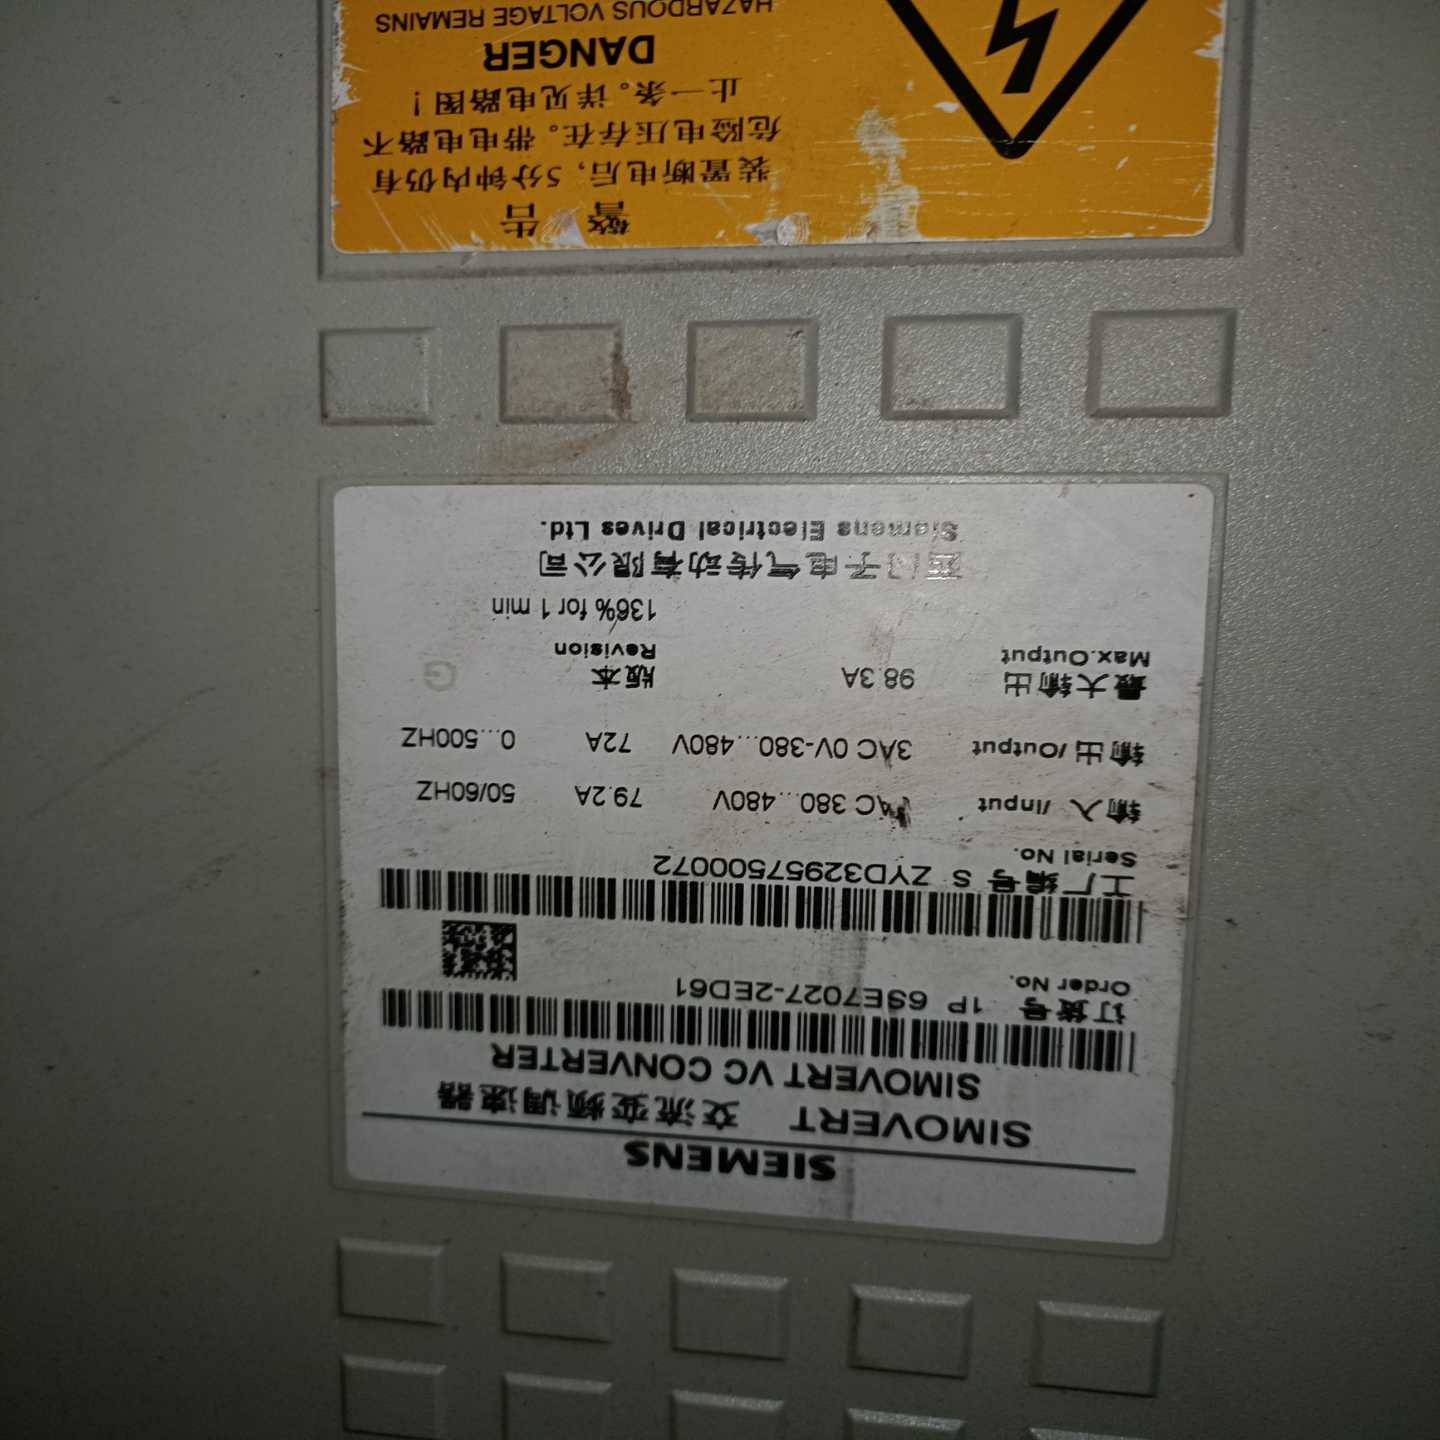 SIEMENS
SIMOVERT 交流变频调速器
SIMOVERT VC CONVERTER
订货号 1P 6SE7027-2ED61
Order No.
工厂编号 S ZYD32957500072
Serial No.
输入 /Input AC 380...480V 79.2A 50/60HZ
输出 /Output 3AC 0V-380...480V 72A 0...500HZ
最大输出 98.3A 版本 G
Max.Output Revision
136% for 1 min
西门子电气传动有限公司
Siemens Electrical Drives Ltd.
警告
装置断电后, 5分钟内仍有
危险电压存在。带电电路不
止一条。详见电路图！
DANGER
HAZARDOUS VOLTAGE REMAINS